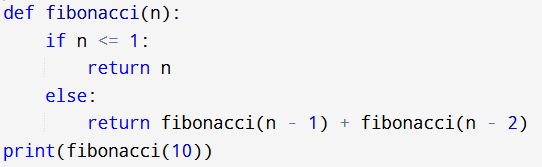 def fibonacci(n):
    if n <= 1:
        return n
    else:
        return fibonacci(n - 1) + fibonacci(n - 2)
print(fibonacci(10))